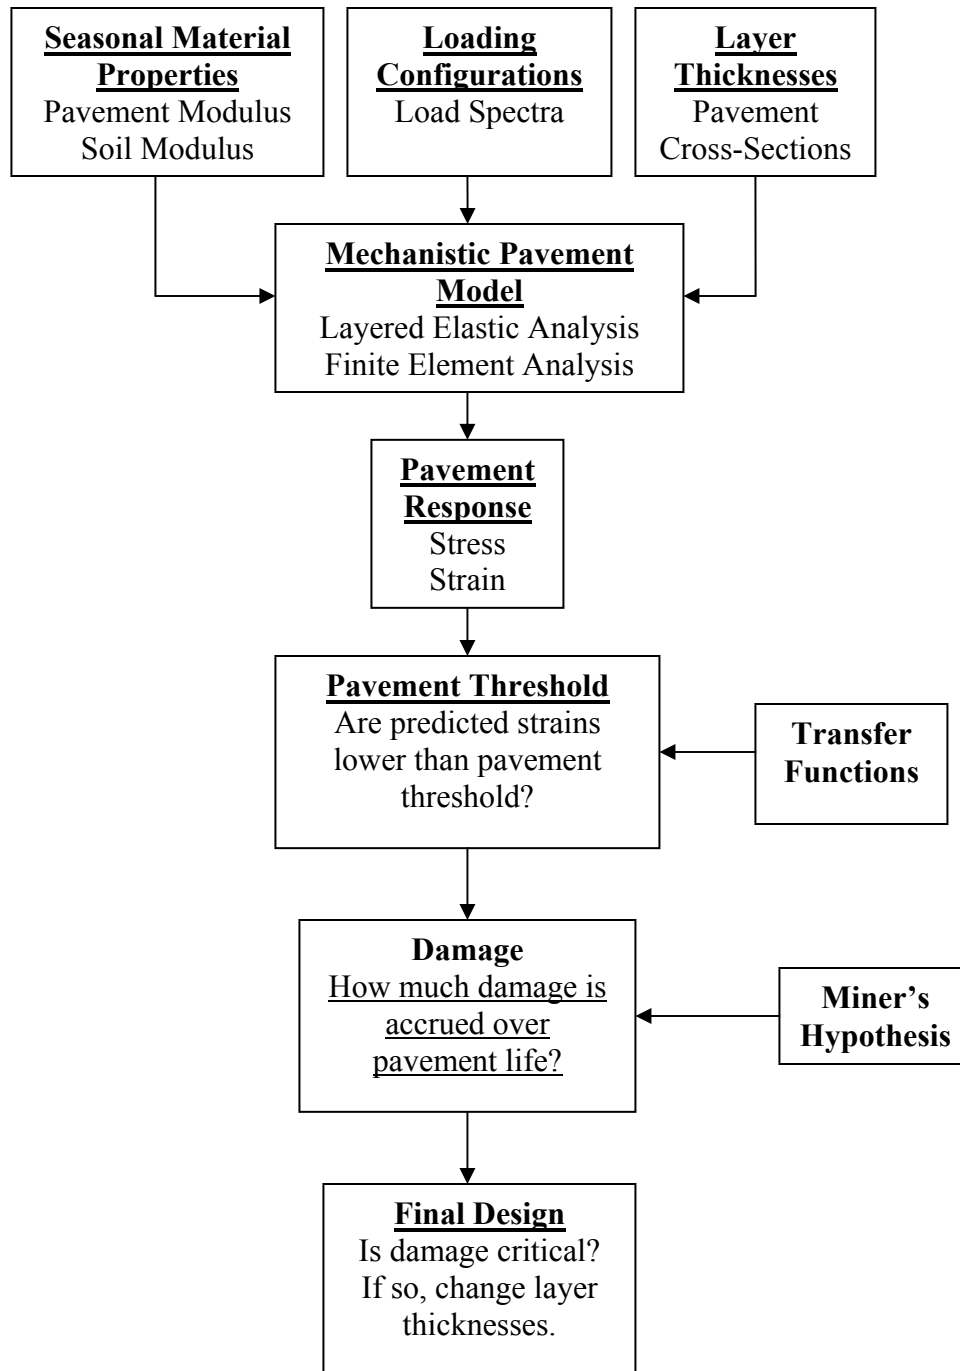 Seasonal Material
Properties
Pavement Modulus
Soil Modulus
Loading
Configurations
Load Spectra
Layer
Thicknesses
Pavement
Cross-Sections
Mechanistic Pavement
Model
Layered Elastic Analysis
Finite Element Analysis
Pavement
Response
Stress
Strain
Pavement Threshold
Are predicted strains
lower than pavement
threshold?
Transfer
Functions
Damage
How much damage is
accrued over
pavement life?
Miner’s
Hypothesis
Final Design
Is damage critical?
If so, change layer
thicknesses.